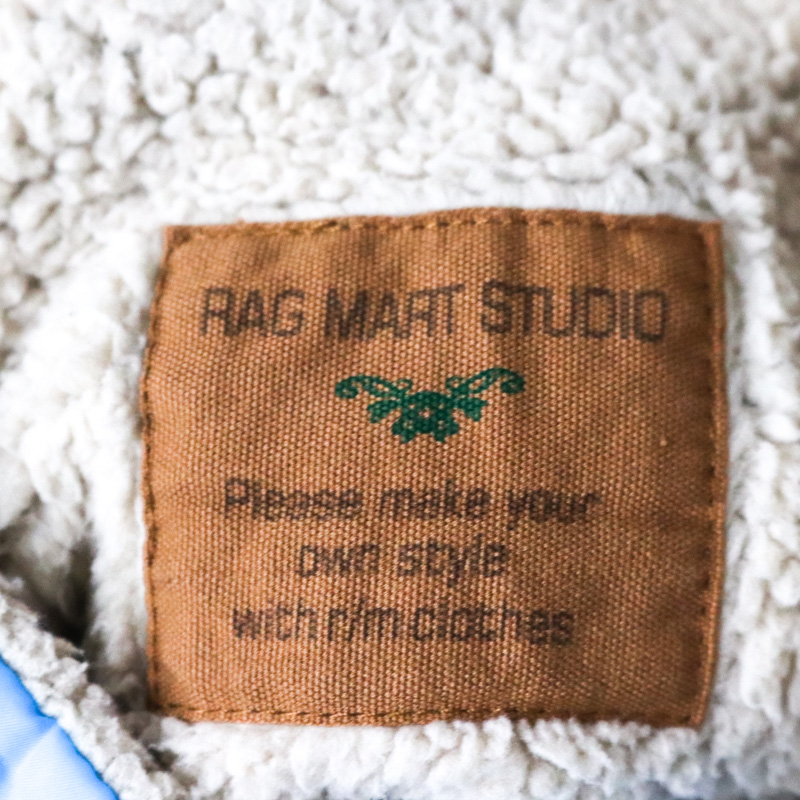 RAG MART STUDIO
Please make your
own style
with r/m clothes